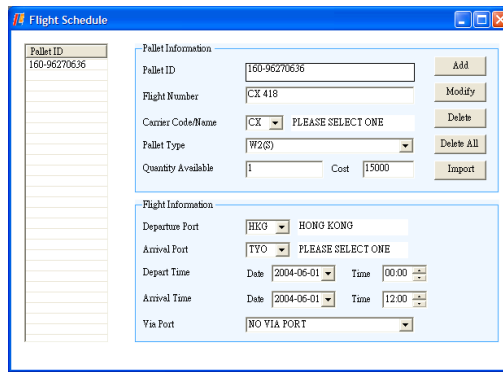 Flight Schedule
Pallet ID
160-96270636
Pallet Information
Pallet ID 160-96270636 Add
Flight Number CX 418 Modify
Carrier Code/Name CX PLEASE SELECT ONE Delete
Pallet Type W2(S) Delete All
Quantity Available 1 Cost 15000 Import
Flight Information
Departure Port HKG HONG KONG
Arrival Port TYO PLEASE SELECT ONE
Depart Time Date 2004-06-01 Time 00:00
Arrival Time Date 2004-06-01 Time 12:00
Via Port NO VIA PORT